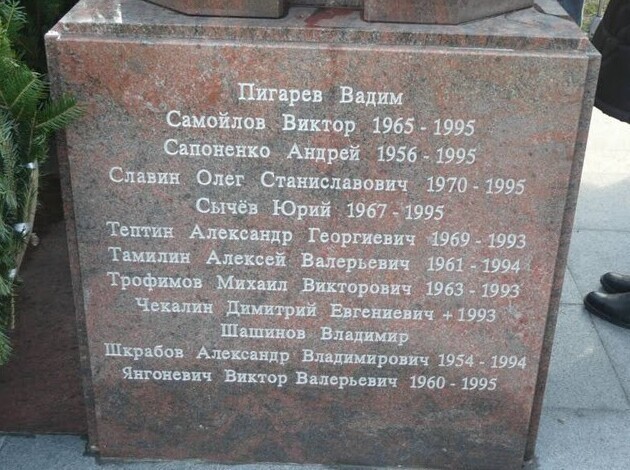 Пигарев Вадим
Самойлов Виктор 1965 - 1995
Сапоненко Андрей 1956 - 1995
Славин Олег Станиславович 1970 - 1995
Сычёв Юрий 1967 - 1995
Тептин Александр Георгиевич 1969 - 1993
Тамилин Алексей Валерьевич 1961 - 1994
Трофимов Михаил Викторович 1963 - 1993
Чекалин Димитрий Евгениевич + 1993
Шашинов Владимир
Шкрабов Александр Владимирович 1954 - 1994
Янгоневич Виктор Валерьевич 1960 - 1995